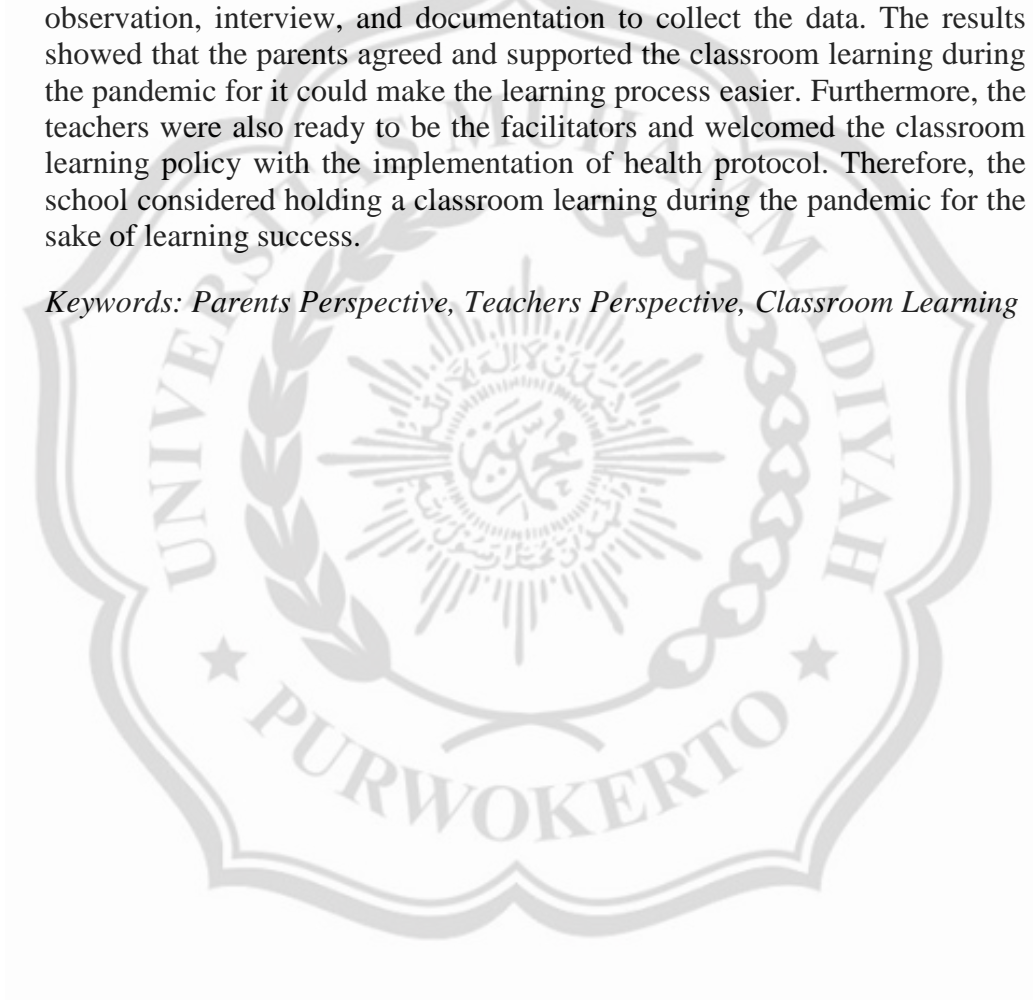 observation, interview, and documentation to collect the data. The results
showed that the parents agreed and supported the classroom learning during
the pandemic for it could make the learning process easier. Furthermore, the
teachers were also ready to be the facilitators and welcomed the classroom
learning policy with the implementation of health protocol. Therefore, the
school considered holding a classroom learning during the pandemic for the
sake of learning success.
Keywords: Parents Perspective, Teachers Perspective, Classroom Learning
UNIVERSITAS MUHAMMADIYAH
PURWOKERTO